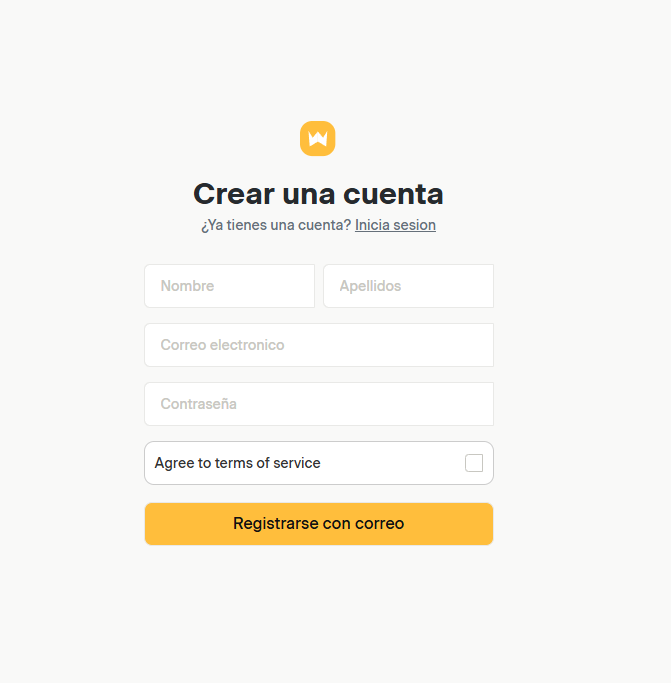 Crear una cuenta
¿Ya tienes una cuenta? Inicia sesion
Nombre Apellidos
Correo electronico
Contraseña
Agree to terms of service
Registrarse con correo